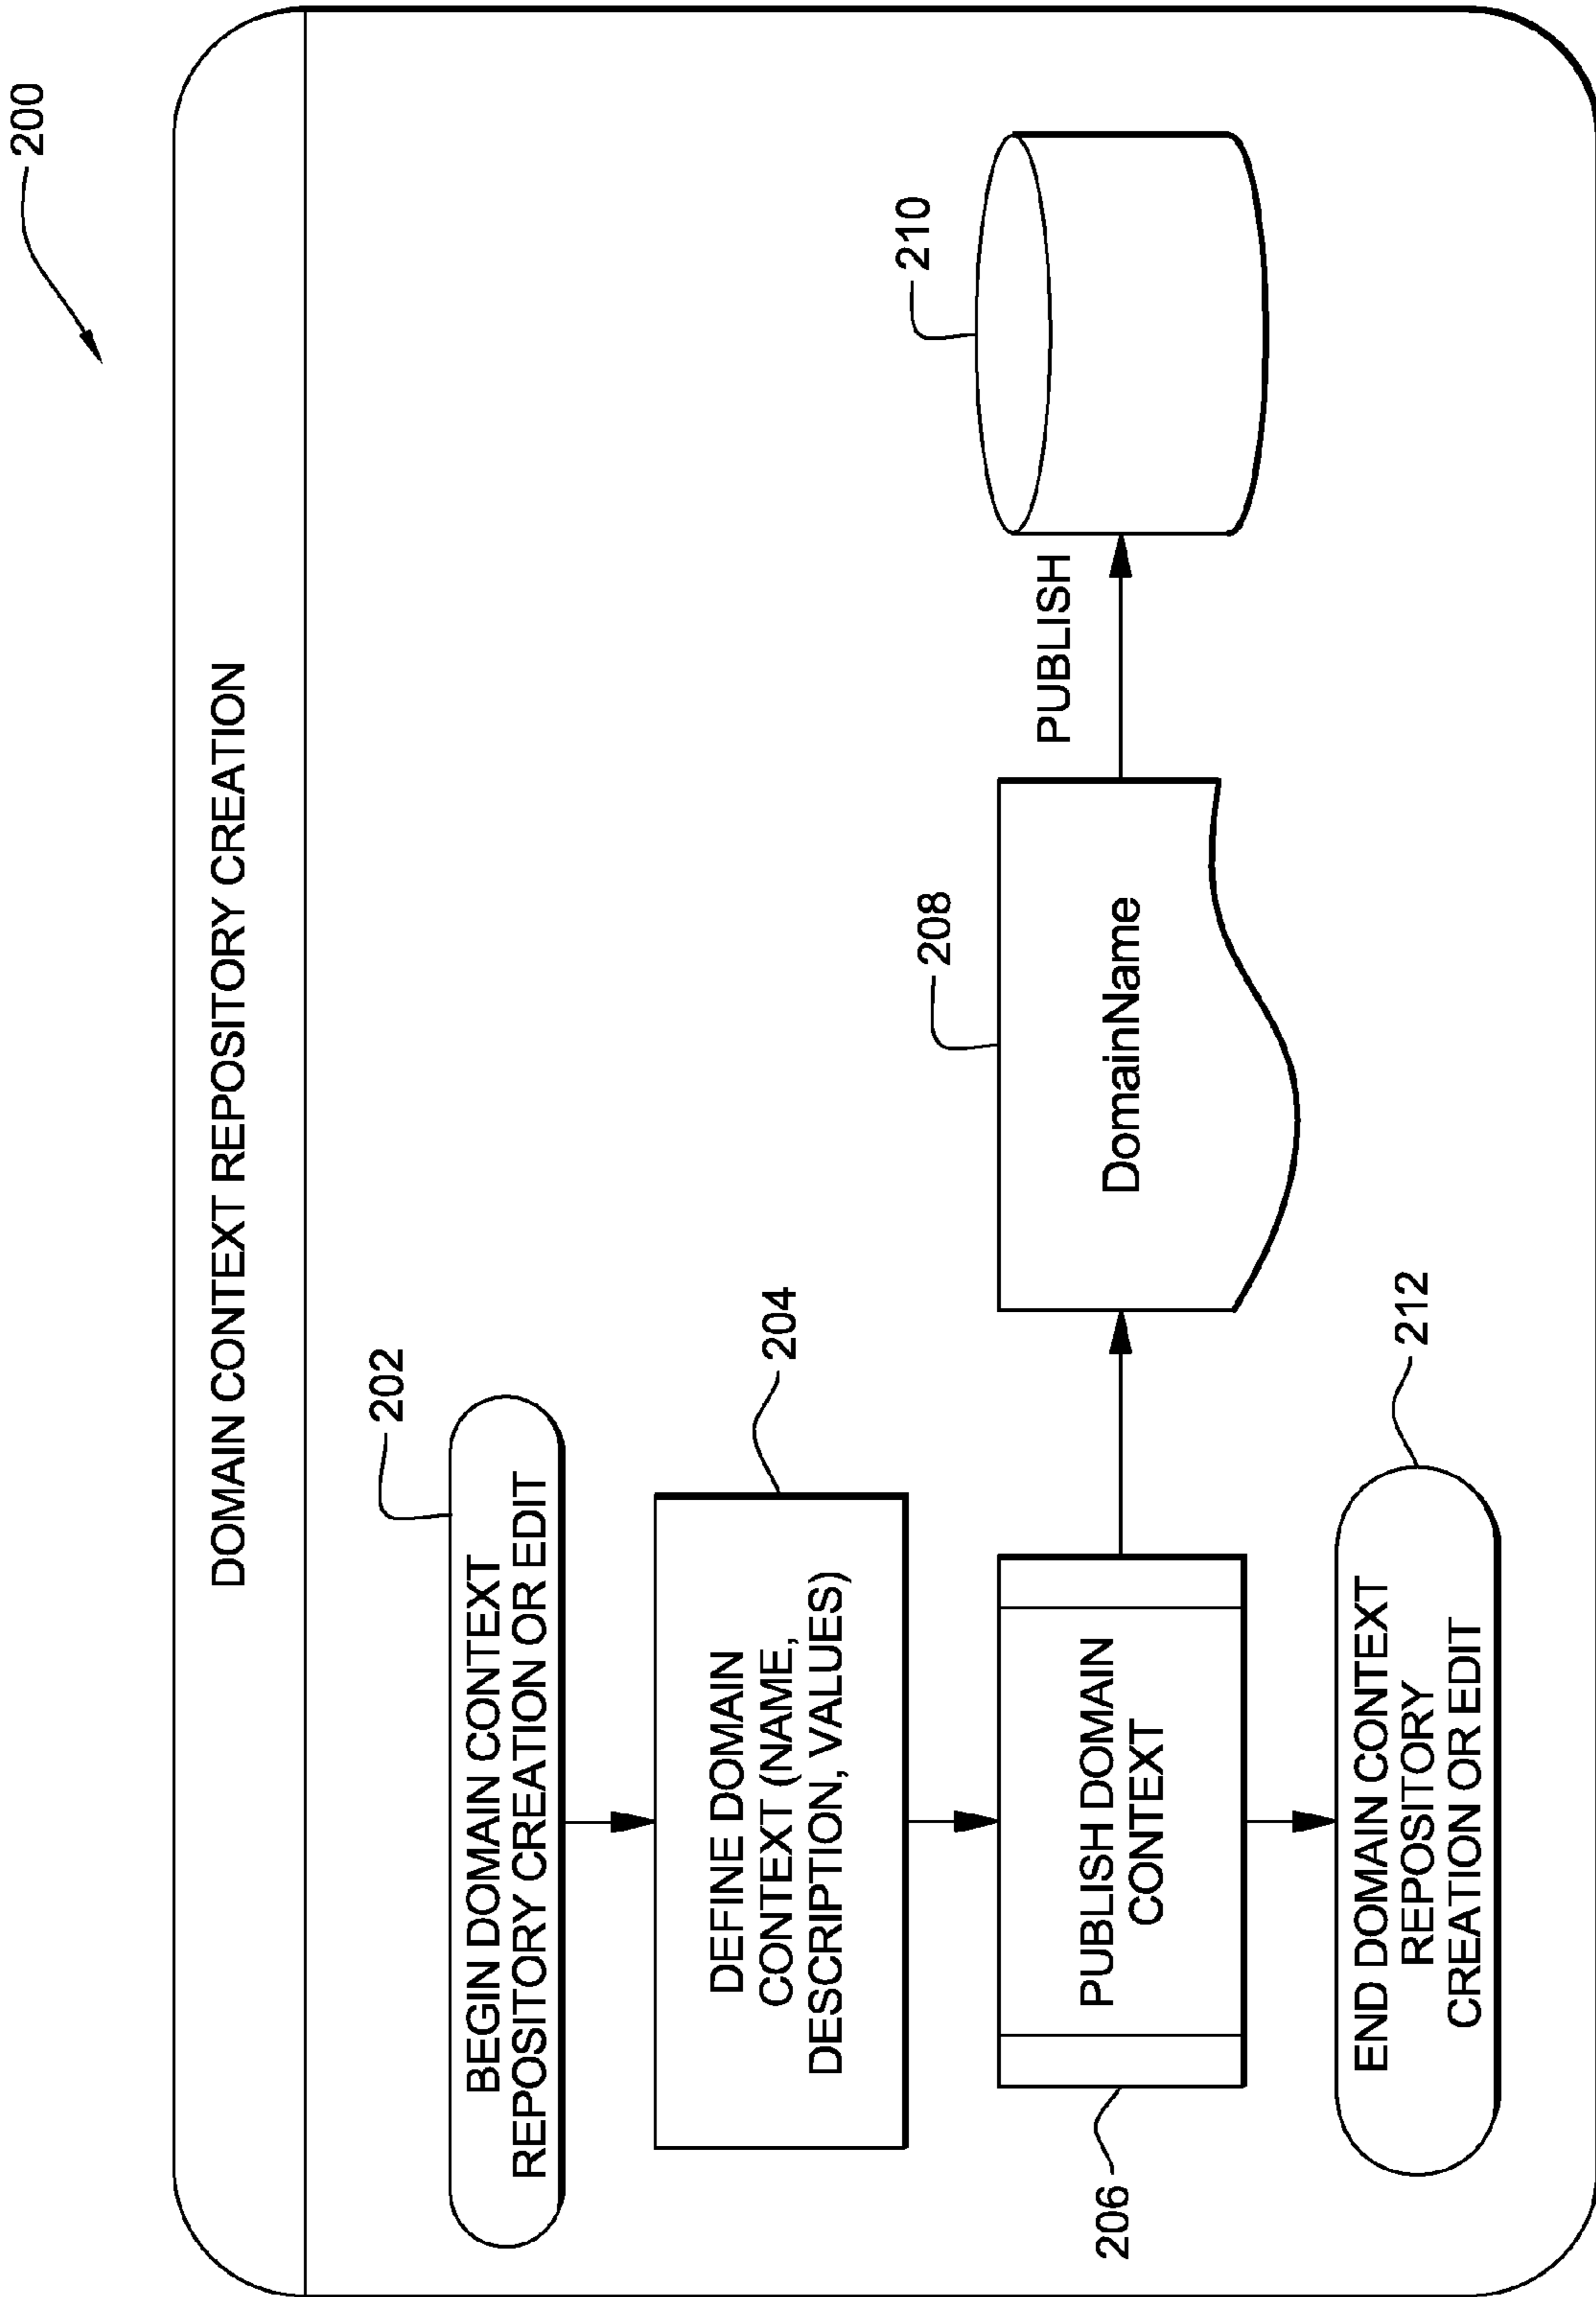 200
DOMAIN CONTEXT REPOSITORY CREATION
202
BEGIN DOMAIN CONTEXT
REPOSITORY CREATION OR EDIT
204
DEFINE DOMAIN
CONTEXT (NAME,
DESCRIPTION, VALUES)
206
PUBLISH DOMAIN
CONTEXT
208
DomainName
PUBLISH
210
212
END DOMAIN CONTEXT
REPOSITORY
CREATION OR EDIT